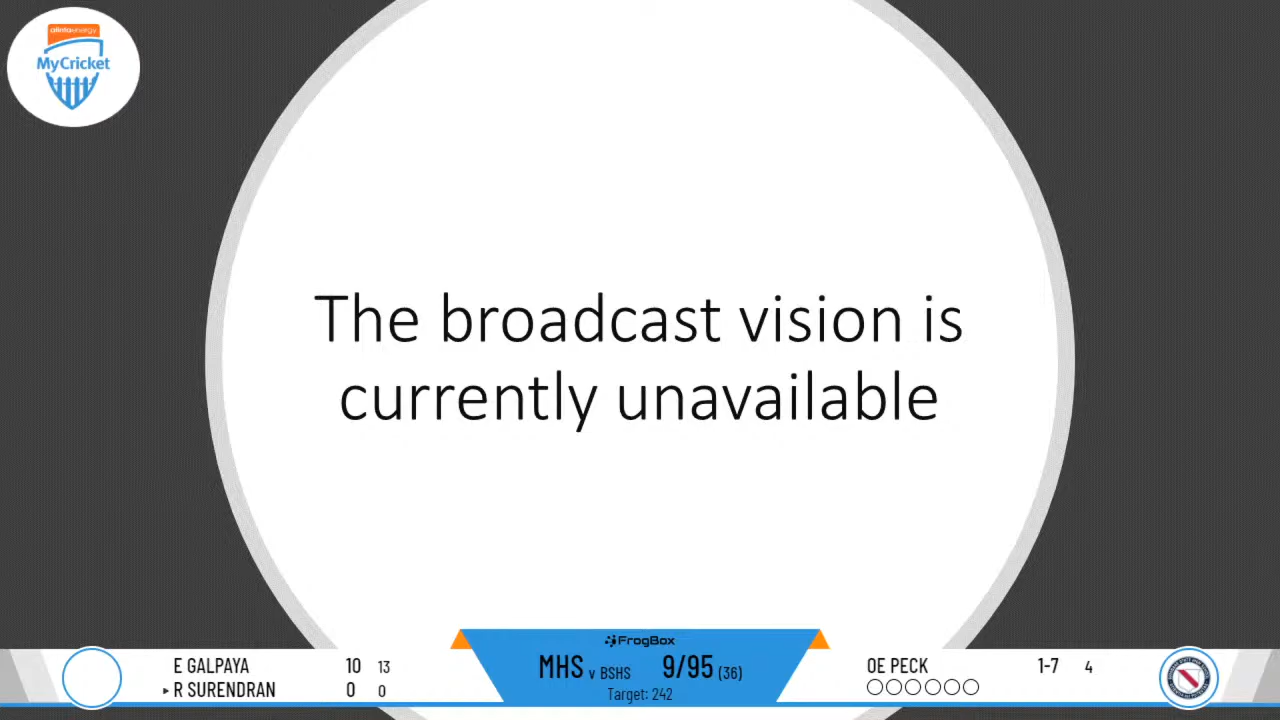 alintaenergy
MyCricket
The broadcast vision is
currently unavailable
FrogBox
E GALPAYA 10 13
MHS v BSHS 9/95 (36)
OE PECK 1-7 4
R SURENDRAN 0 0
Target: 242